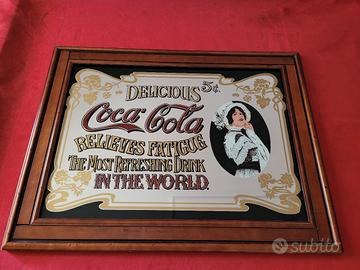 DELICIOUS 5¢.
Coca-Cola
RELIEVES FATIGUE
THE MOST REFRESHING DRINK
IN THE WORLD.
subito